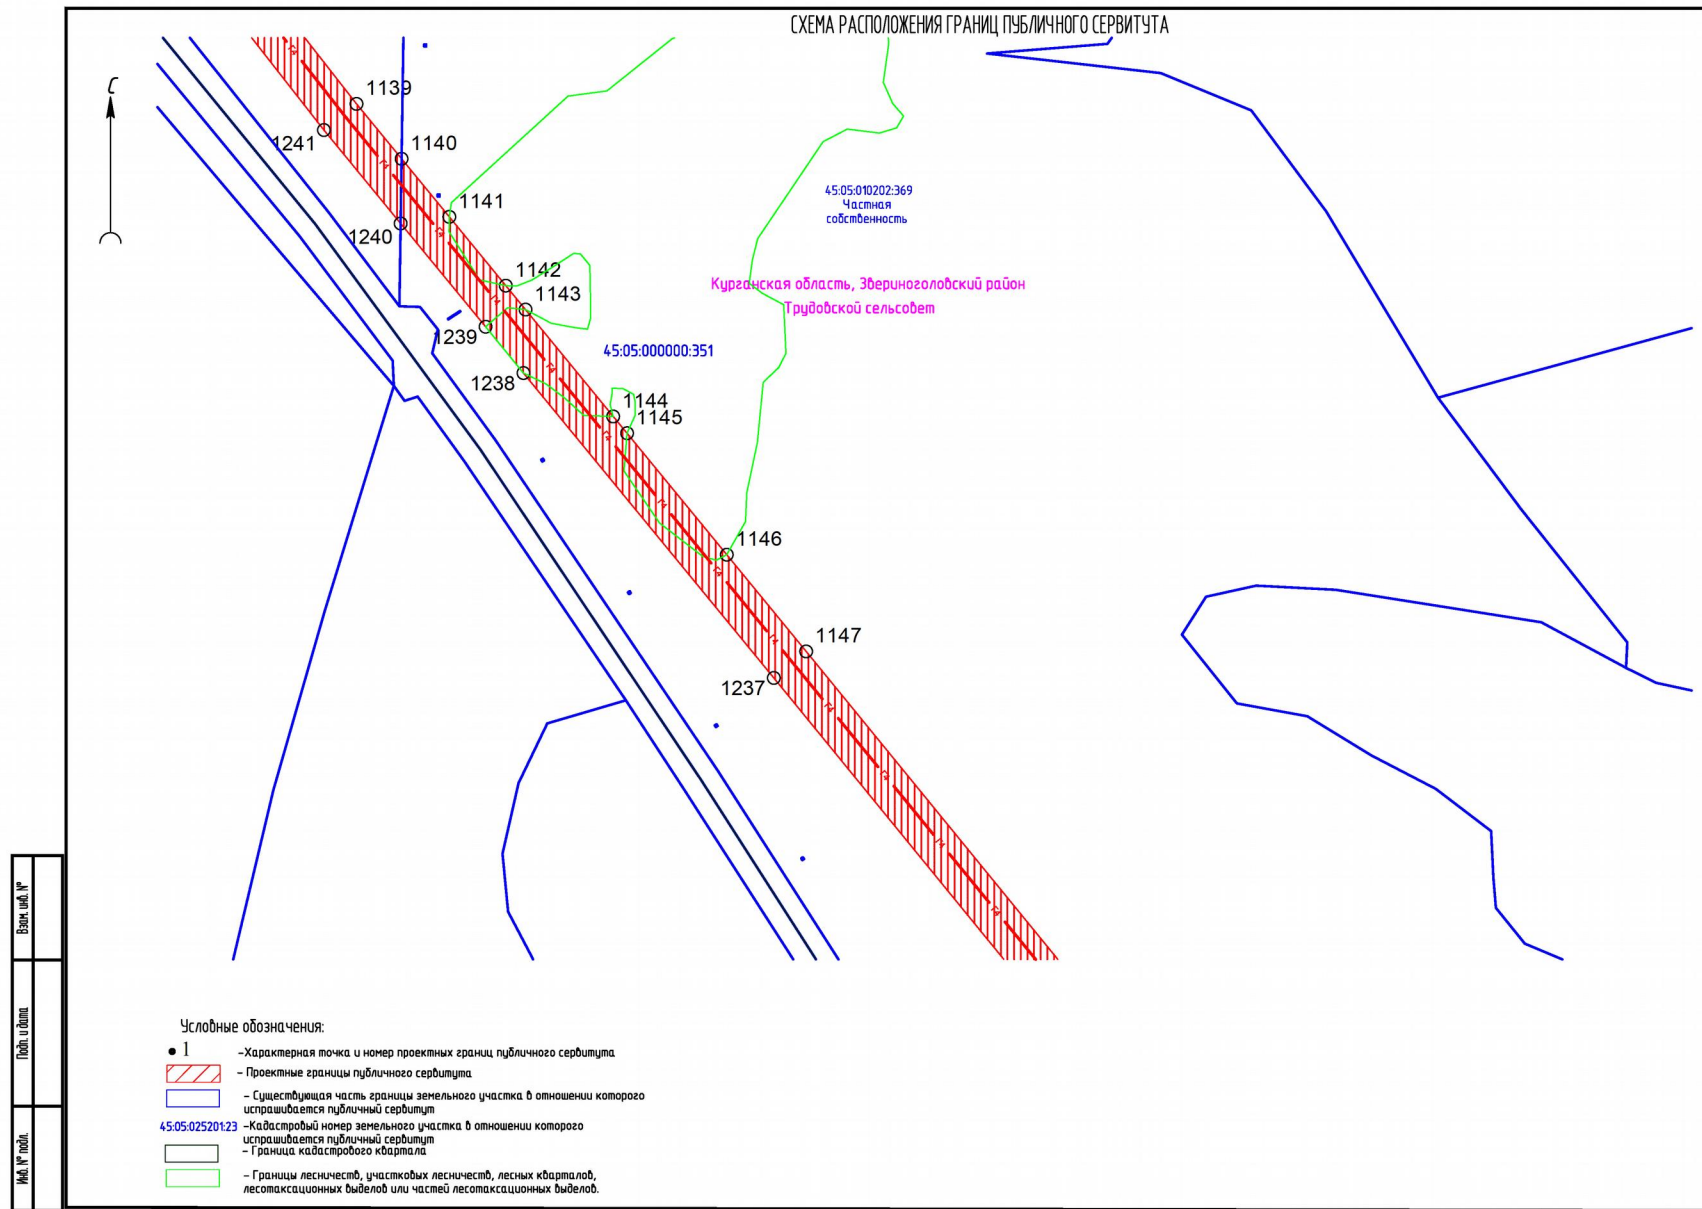 СХЕМА РАСПОЛОЖЕНИЯ ГРАНИЦ ПУБЛИЧНОГО СЕРВИТУТА
С
1139
1241
1140
1141
1240
1142
1143
1239
1238
1144
1145
1146
1147
1237
45:05:010202:369
Частная
собственность
Курганская область, Звериноголовский район
Трудовской сельсовет
45:05:000000:351
Условные обозначения:
1 -Характерная точка и номер проектных границ публичного сервитута
- Проектные границы публичного сервитута
- Существующая часть границы земельного участка в отношении которого
испрашивается публичный сервитут
45:05:025201:23 -Кадастровый номер земельного участка в отношении которого
испрашивается публичный сервитут
- Граница кадастрового квартала
- Границы лесничеств, участковых лесничеств, лесных кварталов,
лесотаксационных выделов или частей лесотаксационных выделов.
Взам. инв. №
Подп. и дата
Инв. № подл.